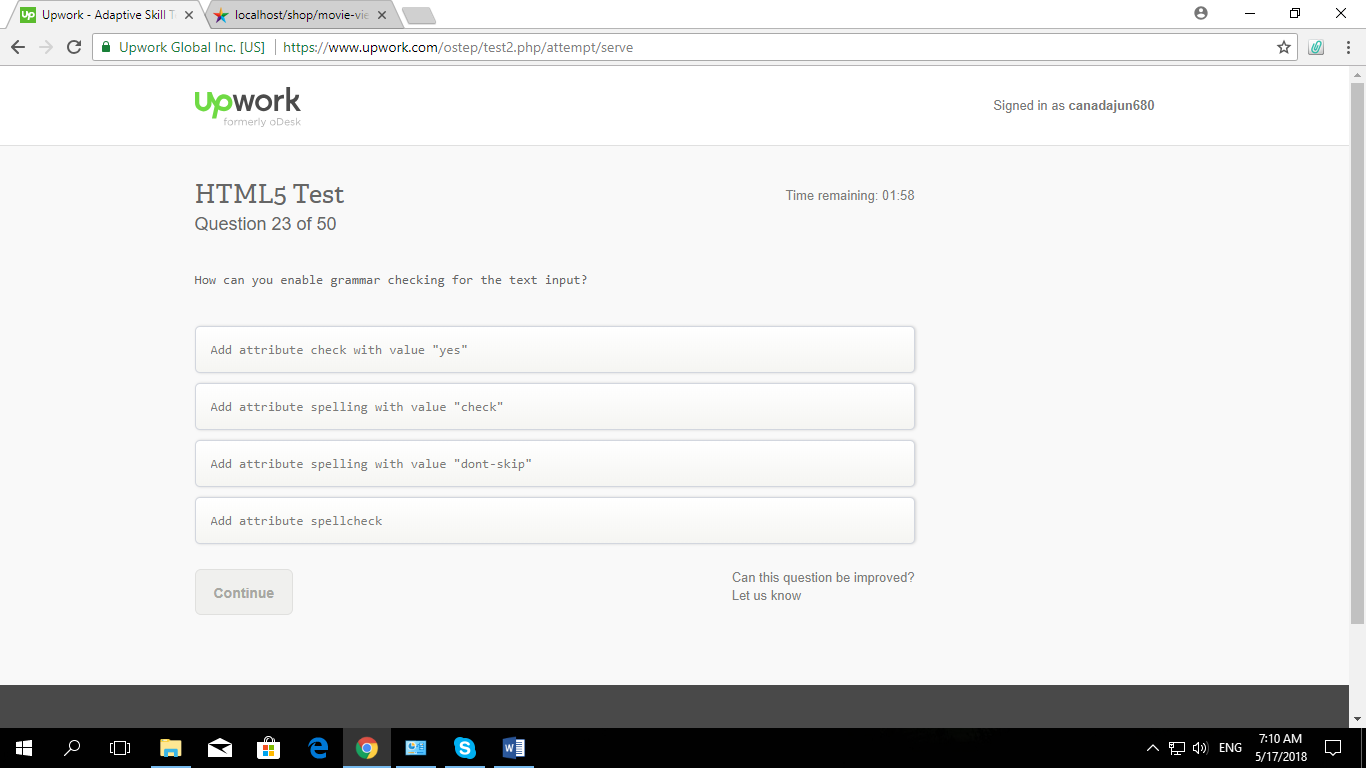 Upwork - Adaptive Skill T
localhost/shop/movie-vie
Upwork Global Inc. [US]
https://www.upwork.com/ostep/test2.php/attempt/serve
upwork
formerly oDesk
Signed in as canadajun680
HTML5 Test
Time remaining: 01:58
Question 23 of 50
How can you enable grammar checking for the text input?
Add attribute check with value "yes"
Add attribute spelling with value "check"
Add attribute spelling with value "dont-skip"
Add attribute spellcheck
Continue
Can this question be improved?
Let us know
ENG
7:10 AM
5/17/2018